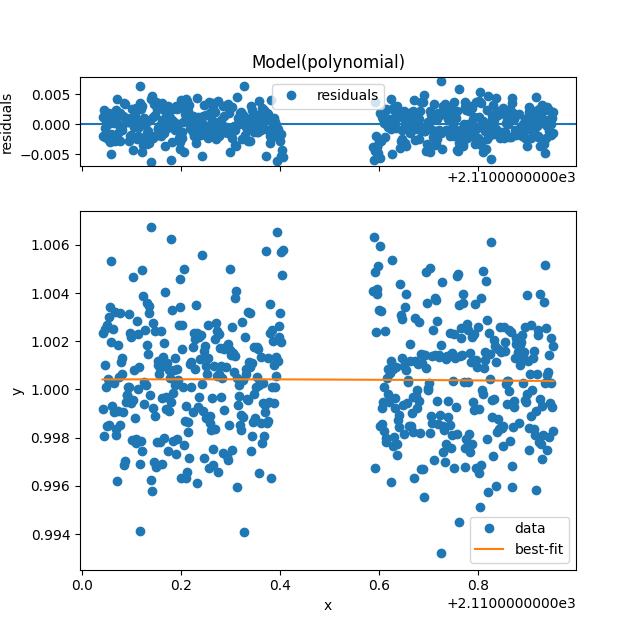 Model(polynomial)
residuals
0.005
0.000
−0.005
residuals
+2.1100000000e3
y
1.006
1.004
1.002
1.000
0.998
0.996
0.994
data
best-fit
0.0 0.2 0.4 0.6 0.8
x
+2.1100000000e3